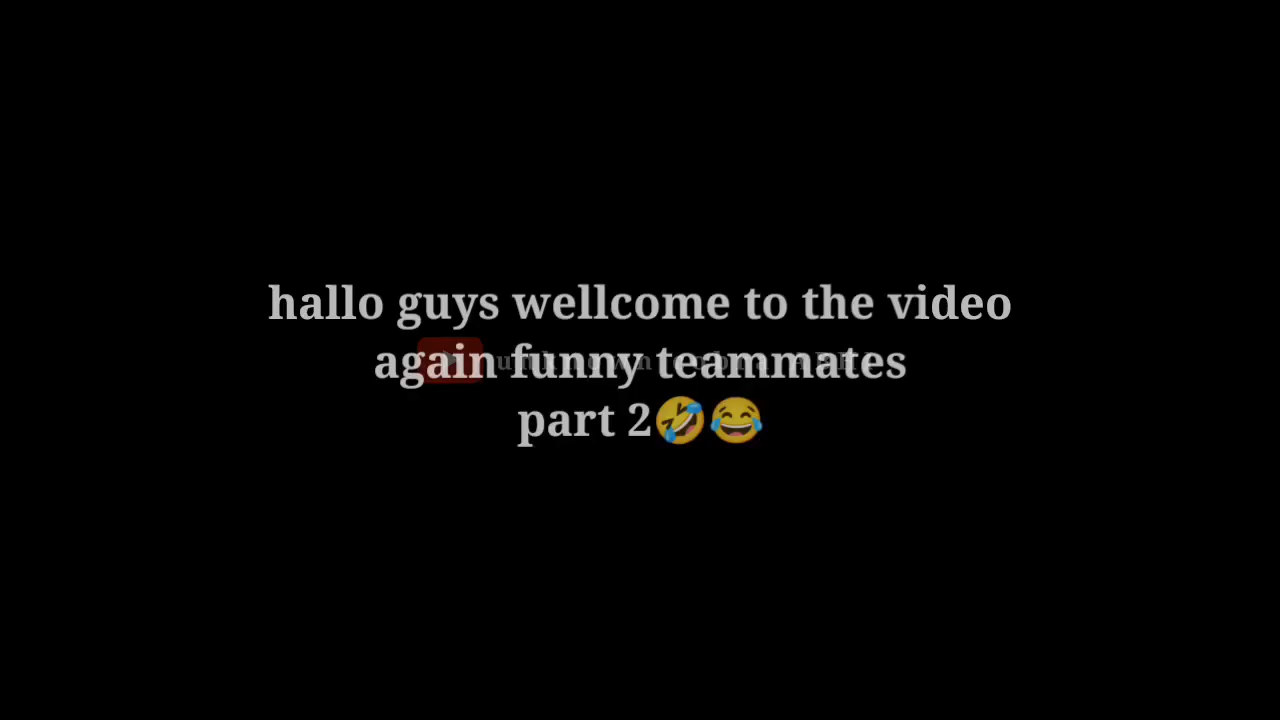 hallo guys wellcome to the video
again funny teammates
part 2🤣😂